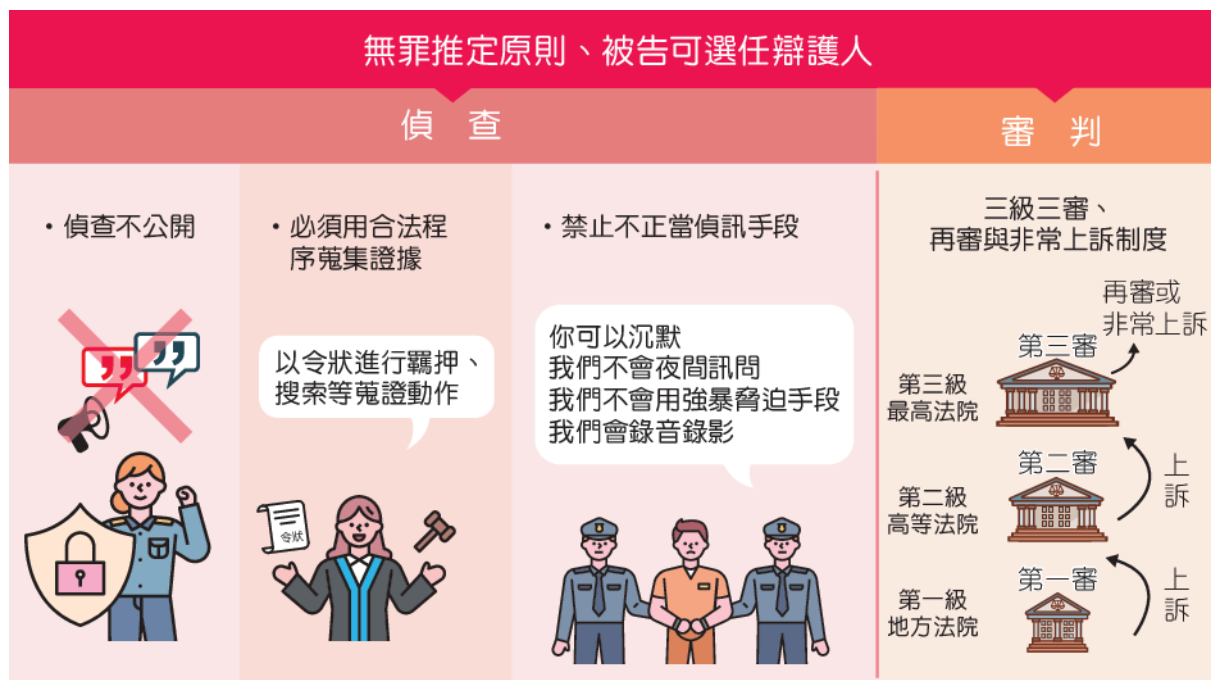 無罪推定原則、被告可選任辯護人
偵 查
審 判
・偵查不公開
・必須用合法程
序蒐集證據
以令狀進行羈押、
搜索等蒐證動作
令狀
・禁止不正當偵訊手段
你可以沉默
我們不會夜間訊問
我們不會用強暴脅迫手段
我們會錄音錄影
三級三審、
再審與非常上訴制度
再審或
非常上訴
第三審
第三級
最高法院
上訴
第二審
第二級
高等法院
上訴
第一審
第一級
地方法院